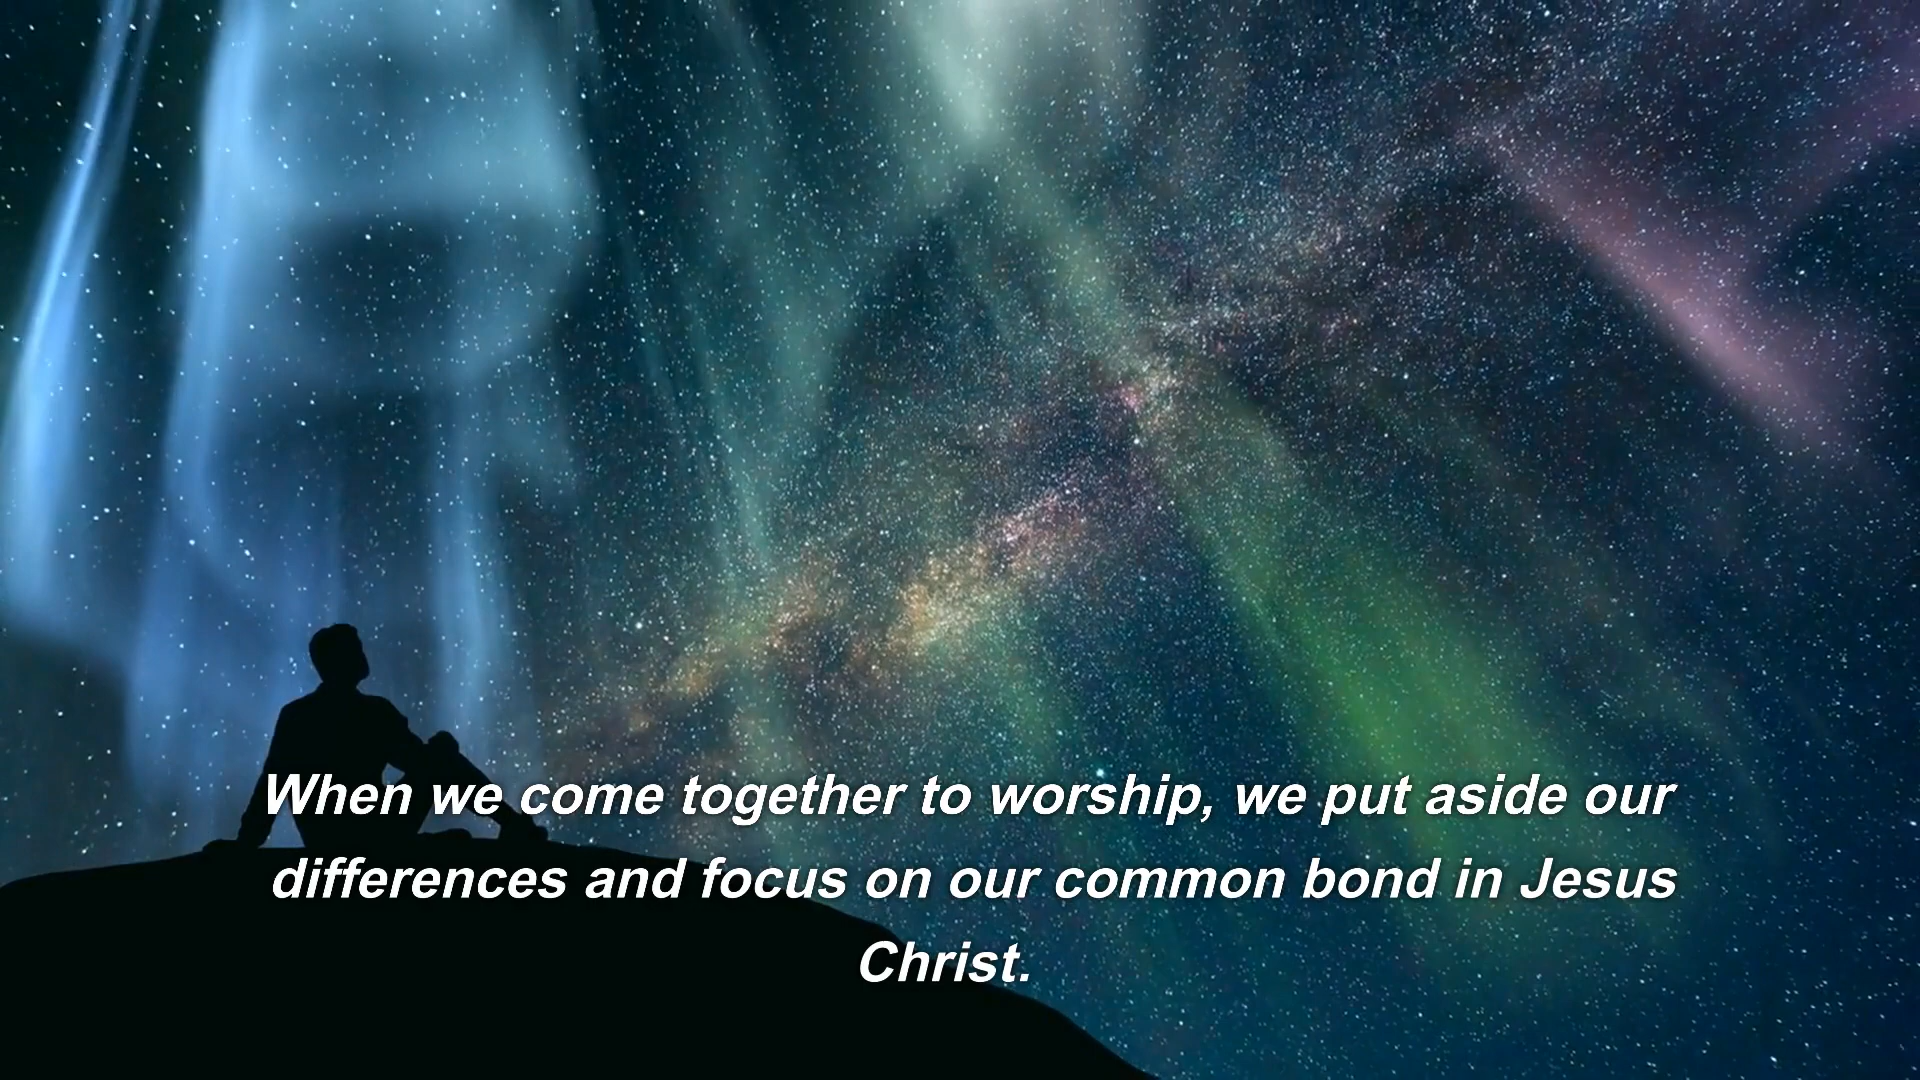 When we come together to worship, we put aside our
differences and focus on our common bond in Jesus
Christ.